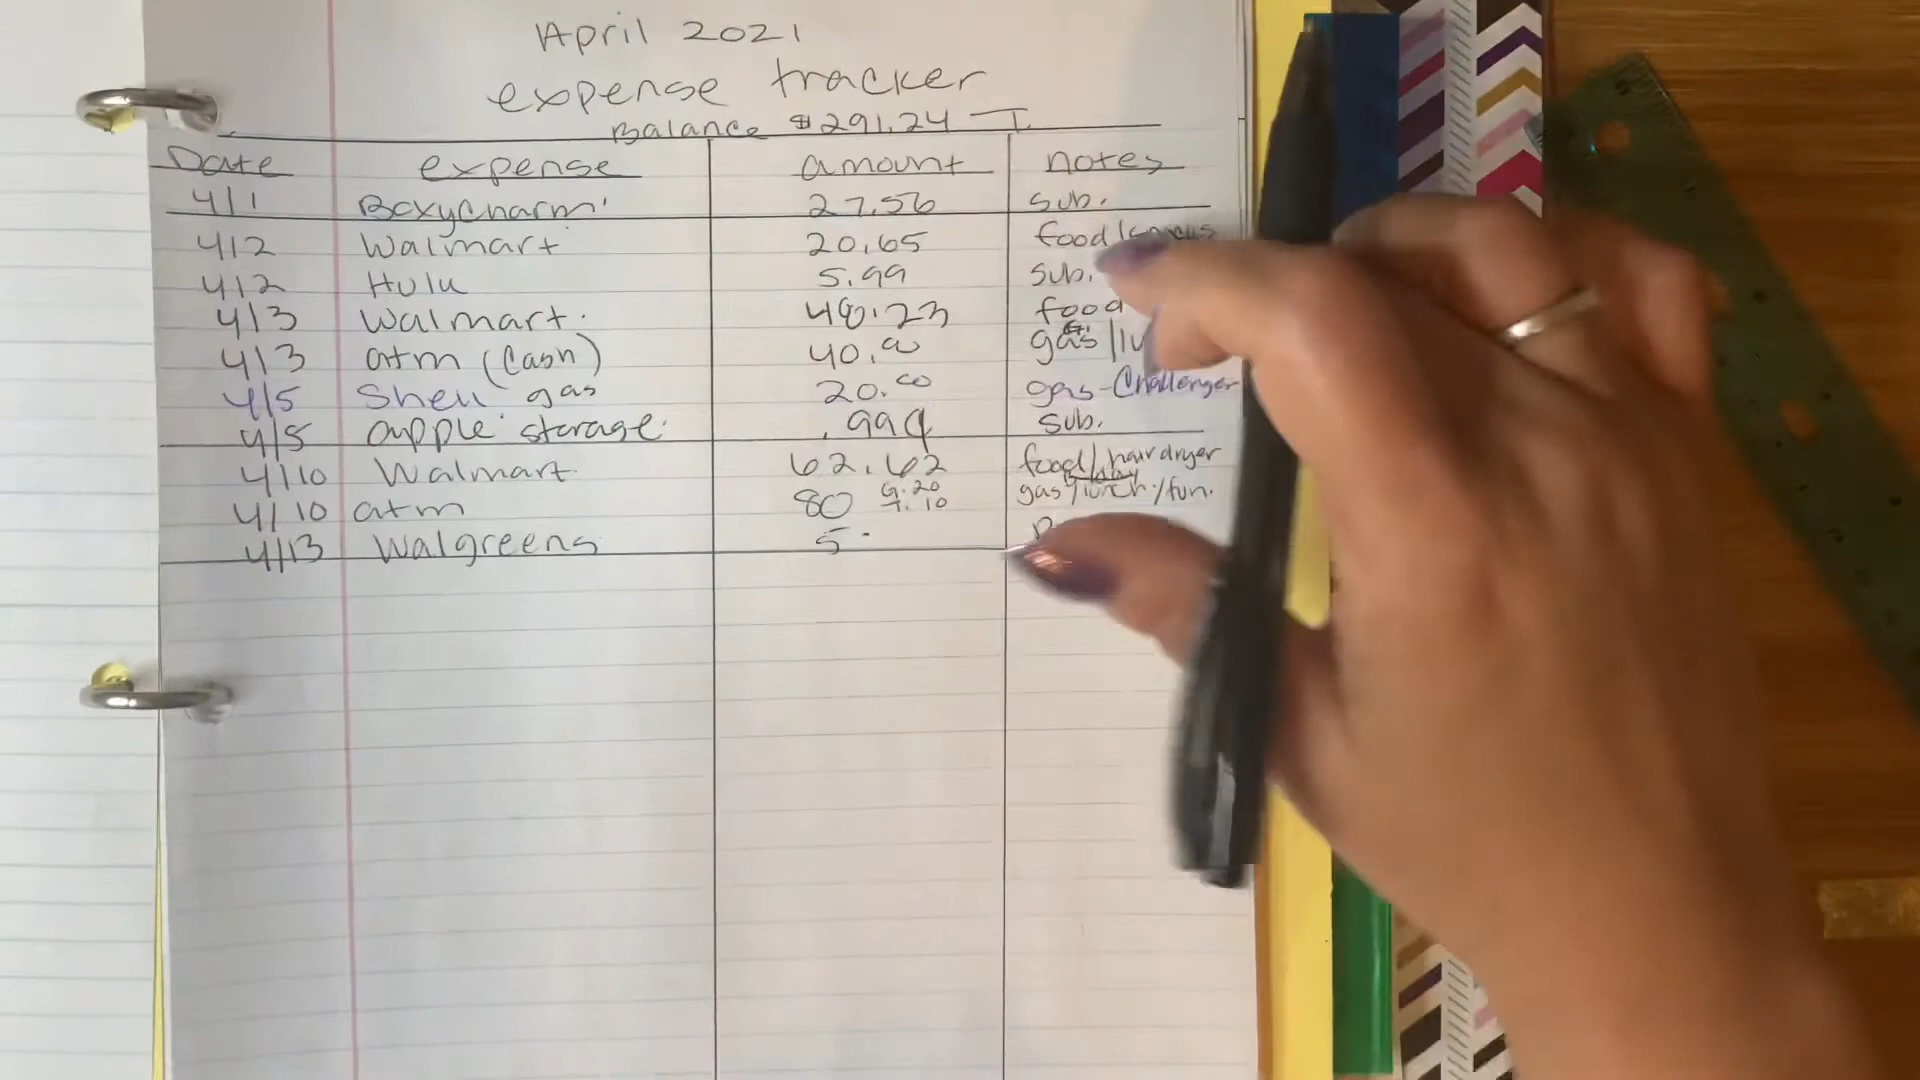 April 2021
expense tracker
Balance $291.24 T.
Date expense amount notes
4/1 Boxycharm 27.56 sub.
4/2 Walmart 20.65 food
4/2 Hulu 5.99 sub.
4/3 Walmart. 48.23 food
4/3 atm (Cash) 40.00 gas
4/5 Shell gas 20.00 gas-Challenger
4/5 apple storage. .99¢ sub.
4/10 Walmart. 62.62 food/hairdryer
4/10 atm 80 G. 20 T. 10 gas/lunch/fun.
4/13 Walgreens 5.